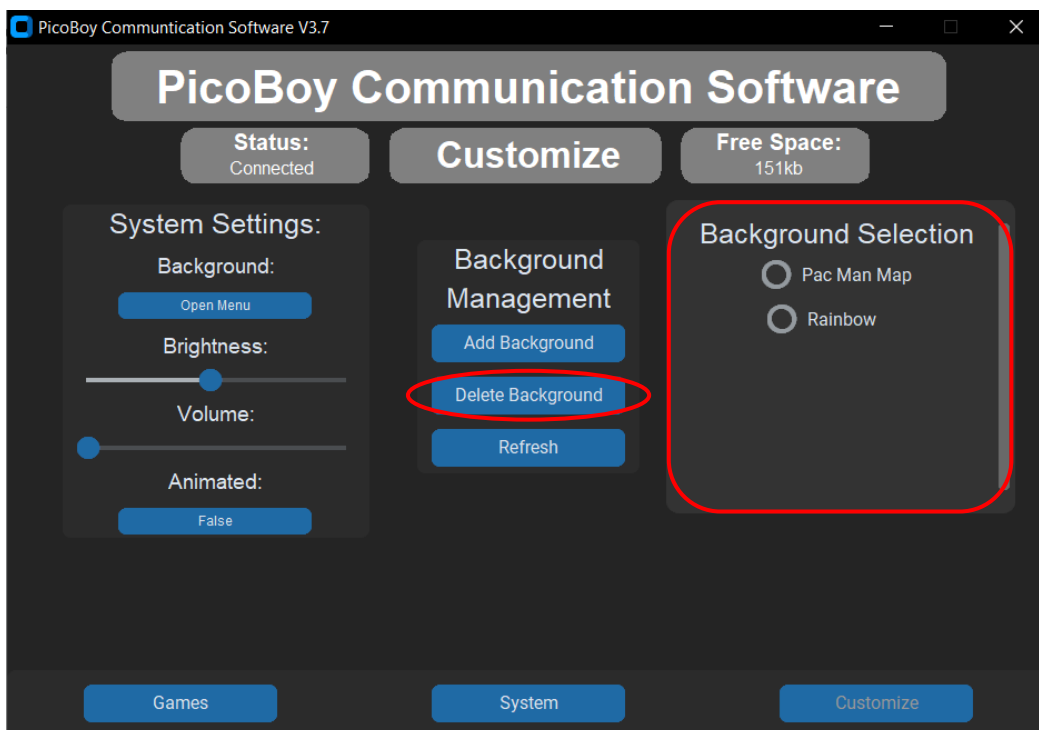 PicoBoy Communtication Software V3.7
PicoBoy Communication Software
Status:
Connected
Customize
Free Space:
151kb
System Settings:
Background:
Open Menu
Brightness:
Volume:
Animated:
False
Background
Management
Add Background
Delete Background
Refresh
Background Selection
Pac Man Map
Rainbow
Games
System
Customize